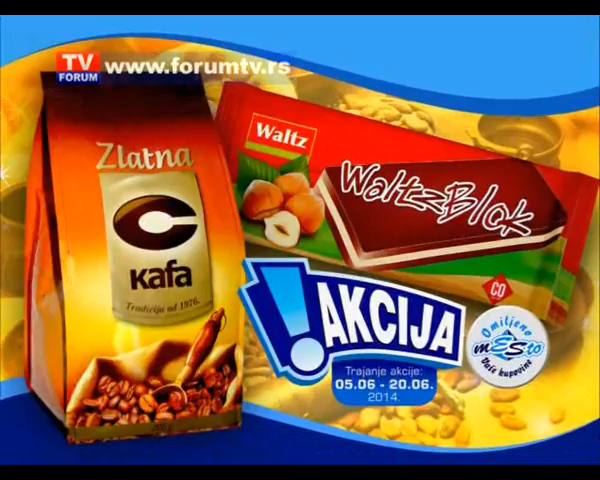 TV
FORUM
www.forumtv.rs
Zlatna
C
кafa
Tradicija od 1976.
Waltz
WaltzBlok
CO
!AKCIJA
Trajanje akcije:
05.06 - 20.06.
2014.
Omiljeno
mESto
Vaše kupovine